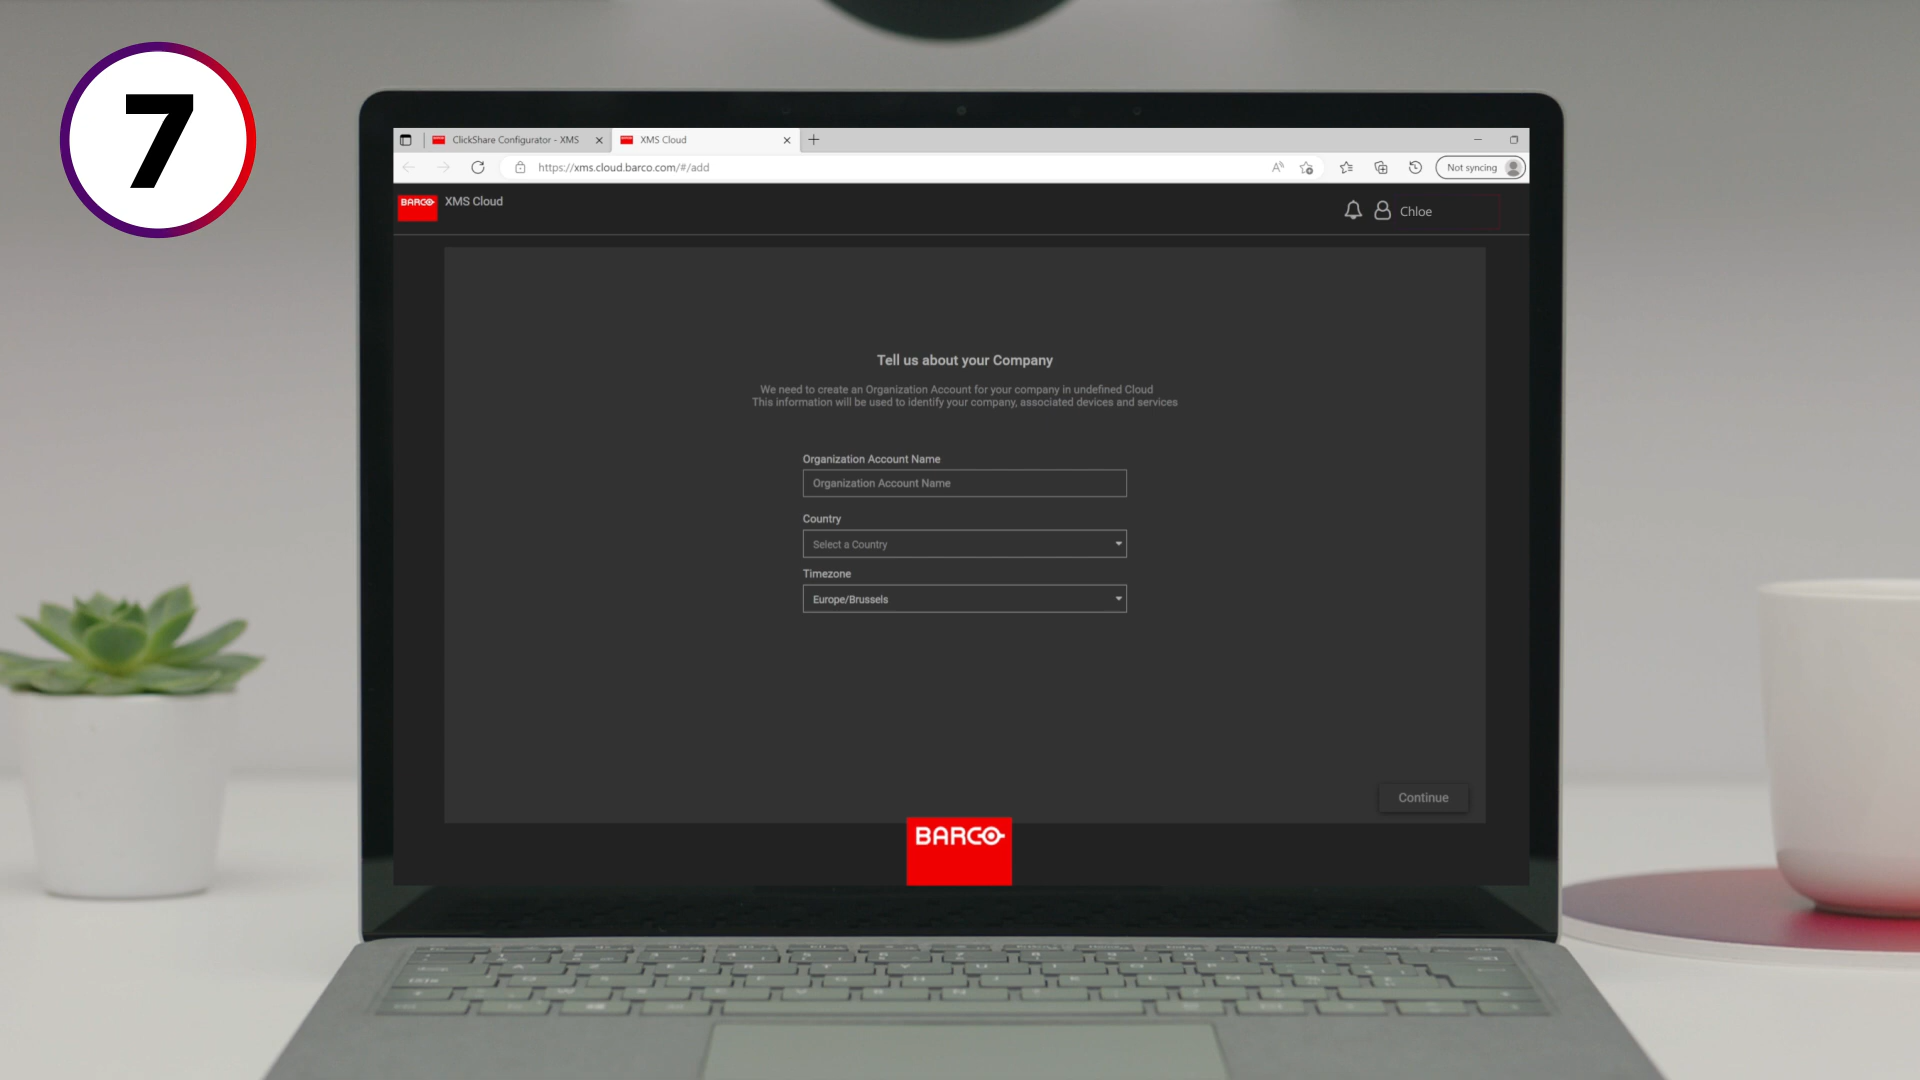 7
ClickShare Configurator - XMS
XMS Cloud
https://xms.cloud.barco.com/#/add
Not syncing
BARCO
XMS Cloud
Chloe
Tell us about your Company
We need to create an Organization Account for your company in undefined Cloud
This information will be used to identify your company, associated devices and services
Organization Account Name
Organization Account Name
Country
Select a Country
Timezone
Europe/Brussels
Continue
BARCO